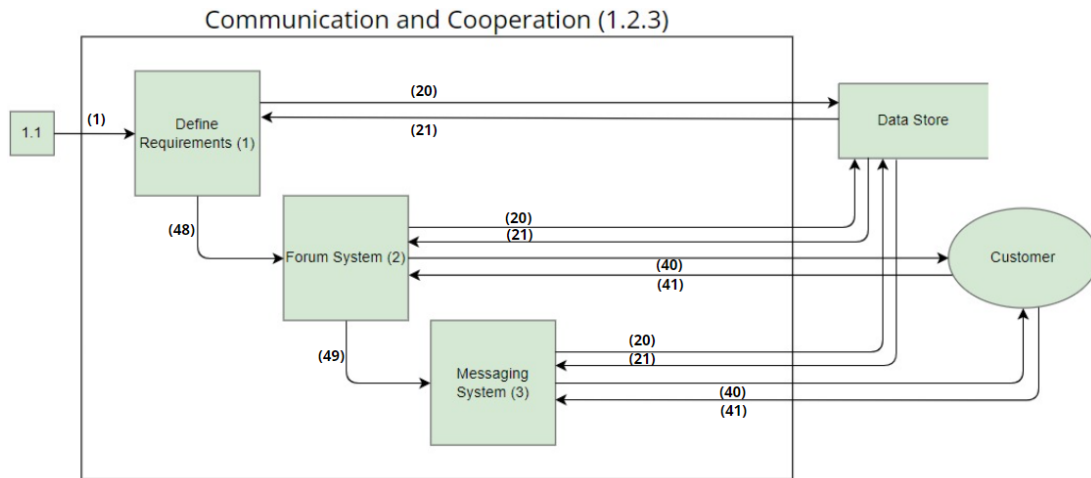 Communication and Cooperation (1.2.3)
1.1
(1)
Define
Requirements (1)
(20)
(21)
Data Store
(48)
Forum System (2)
(20)
(21)
(40)
(41)
Customer
(49)
Messaging
System (3)
(20)
(21)
(40)
(41)